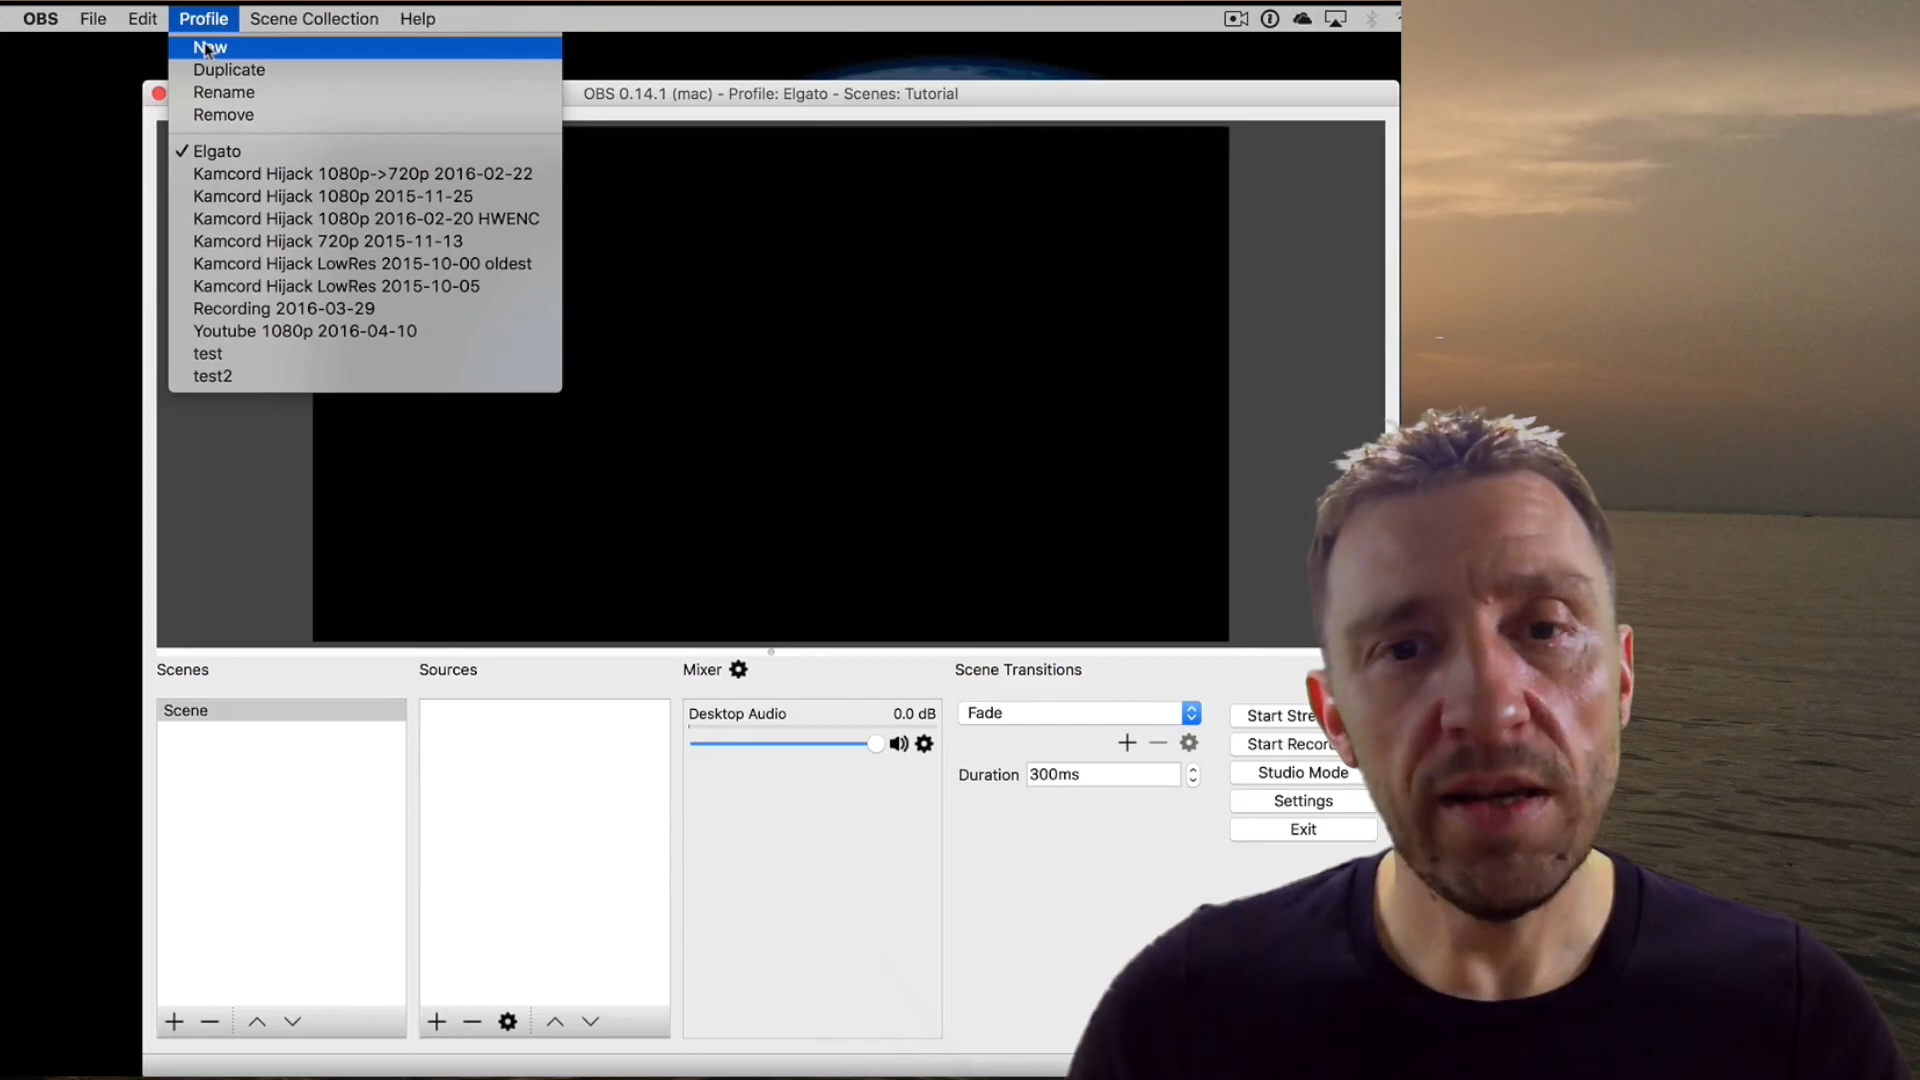 OBS File Edit Profile Scene Collection Help
New
Duplicate
Rename
Remove
OBS 0.14.1 (mac) - Profile: Elgato - Scenes: Tutorial
Elgato
Kamcord Hijack 1080p->720p 2016-02-22
Kamcord Hijack 1080p 2015-11-25
Kamcord Hijack 1080p 2016-02-20 HWENC
Kamcord Hijack 720p 2015-11-13
Kamcord Hijack LowRes 2015-10-00 oldest
Kamcord Hijack LowRes 2015-10-05
Recording 2016-03-29
Youtube 1080p 2016-04-10
test
test2
Scenes Sources Mixer Scene Transitions
Scene
Desktop Audio 0.0 dB
Fade
Duration 300ms
Start Stre
Start Recor
Studio Mode
Settings
Exit